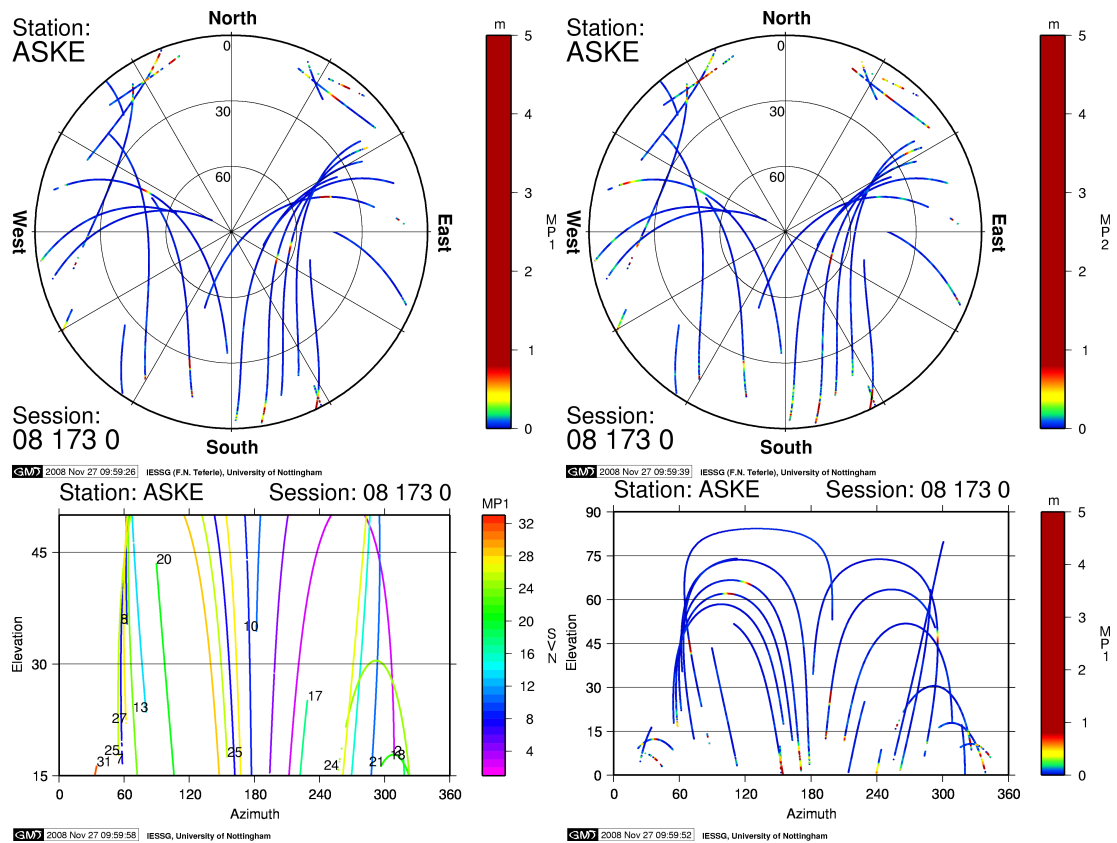 North
Station:
ASKE
0
30
60
West
East
South
Session:
08 173 0
m
5
4
3
2
1
0
MP1
GMT 2008 Nov 27 09:59:26 IESSG (F.N. Teferle), University of Nottingham
North
Station:
ASKE
0
30
60
West
East
South
Session:
08 173 0
m
5
4
3
2
1
0
MP2
GMT 2008 Nov 27 09:59:39 IESSG (F.N. Teferle), University of Nottingham
Station: ASKE Session: 08 173 0
MP1
45
30
15
Elevation
20
8
10
13
17
27
25
25
24
21
31
0 60 120 180 240 300 360
Azimuth
32
28
24
20
16
12
8
4
SVN
GMT 2008 Nov 27 09:59:58 IESSG, University of Nottingham
Station: ASKE Session: 08 173 0
m
90
75
60
45
30
15
0
Elevation
0 60 120 180 240 300 360
Azimuth
5
4
3
2
1
0
MP1
GMT 2008 Nov 27 09:59:52 IESSG, University of Nottingham